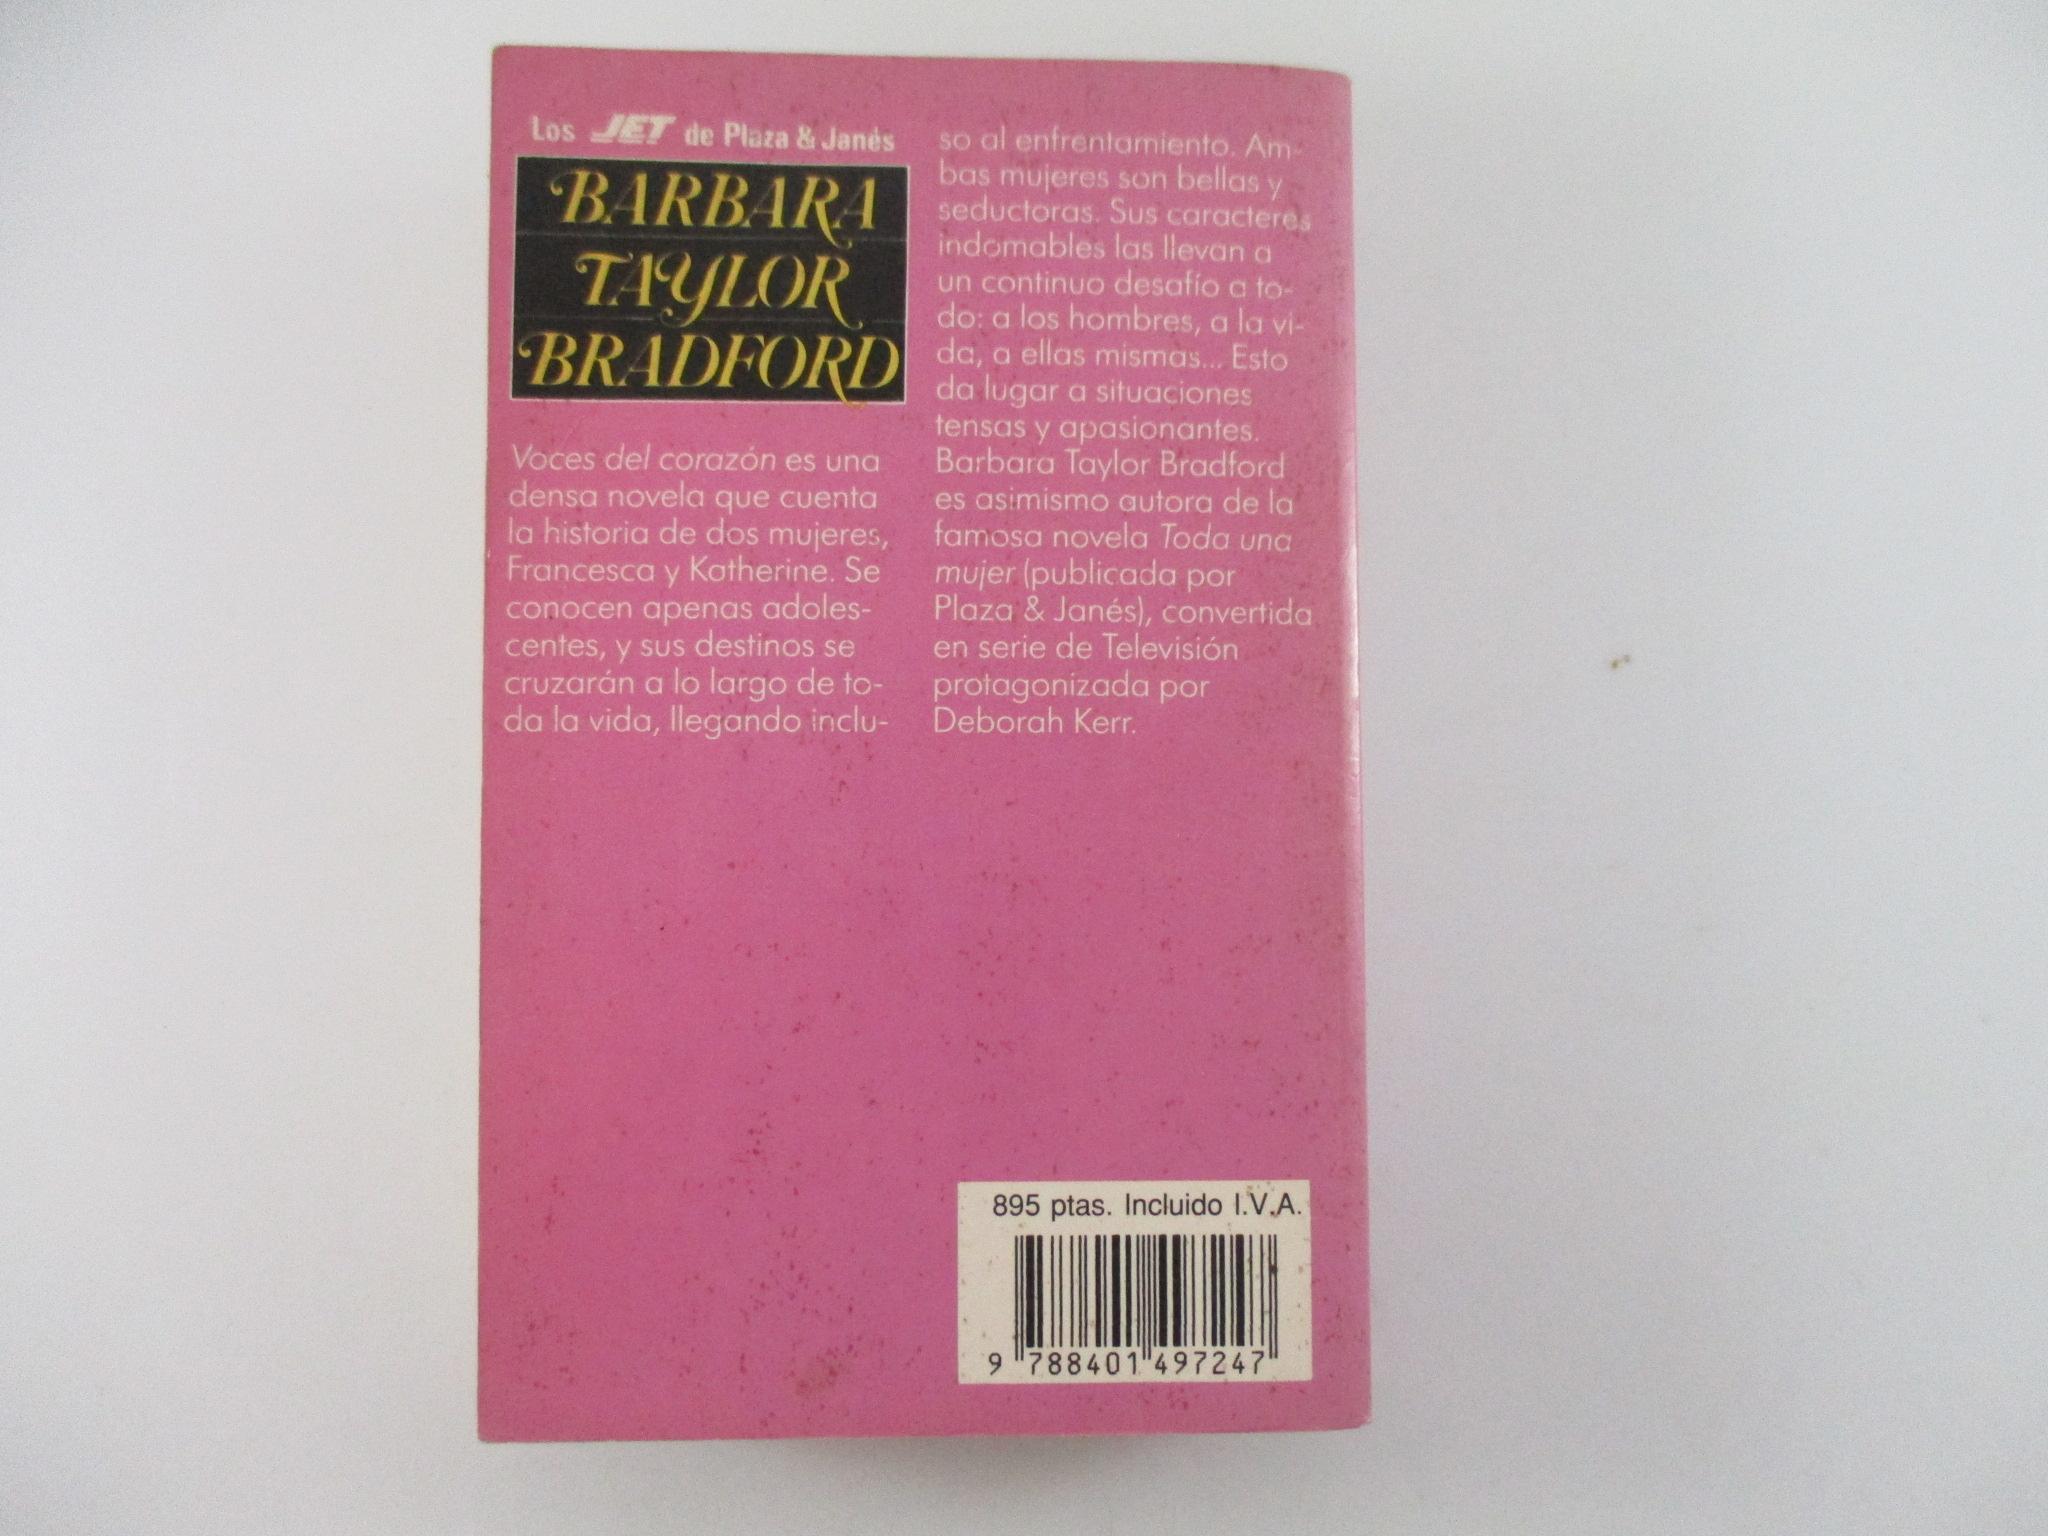 Los JET de Plaza & Janés
BARBARA
TAYLOR
BRADFORD
Voces del corazón es una
densa novela que cuenta
la historia de dos mujeres,
Francesca y Katherine. Se
conocen apenas adoles-
centes, y sus destinos se
cruzarán a lo largo de to-
da la vida, llegando inclu-
so al enfrentamiento. Am-
bas mujeres son bellas y
seductoras. Sus caracteres
indomables las llevan a
un continuo desafío a to-
do: a los hombres, a la vi-
da, a ellas mismas... Esto
da lugar a situaciones
tensas y apasionantes.
Barbara Taylor Bradford
es asimismo autora de la
famosa novela Toda una
mujer (publicada por
Plaza & Janés), convertida
en serie de Televisión
protagonizada por
Deborah Kerr.
895 ptas. Incluido I.V.A.
9 788401 497247